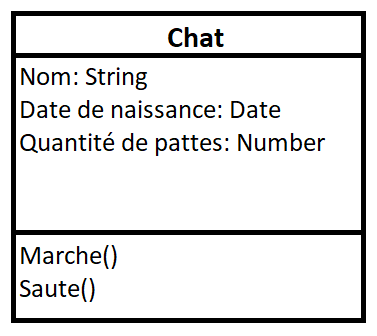 Chat
Nom: String
Date de naissance: Date
Quantité de pattes: Number
Marche()
Saute()